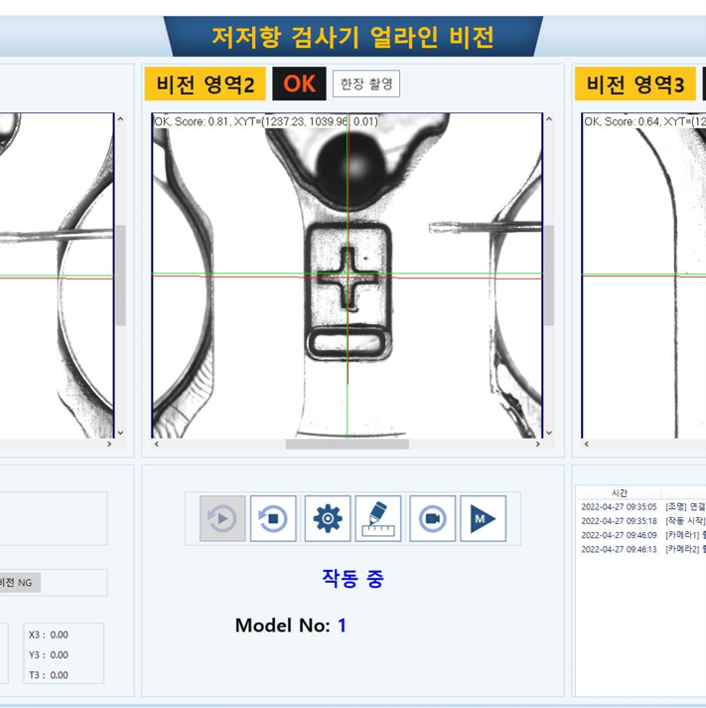 저저항 검사기 얼라인 비전
비전 영역2
OK
한장 촬영
비전 영역3
OK, Score: 0.81, XYT=(1237.23, 1039.96, 0.01)
OK, Score: 0.64, XYT=(12
M
작동 중
Model No: 1
비전 NG
X3 : 0.00
Y3 : 0.00
T3 : 0.00
시간
2022-04-27 09:35:05 [조명] 연결
2022-04-27 09:35:18 [작동 시작]
2022-04-27 09:46:09 [카메라1]
2022-04-27 09:46:13 [카메라2]